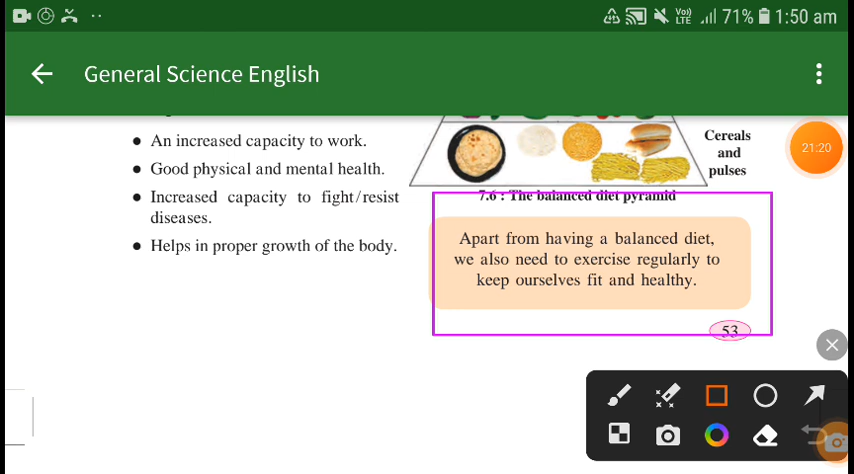 Vo))
LTE
71%
1:50 am
General Science English
• An increased capacity to work.
• Good physical and mental health.
• Increased capacity to fight/resist
diseases.
• Helps in proper growth of the body.
Cereals
and
pulses
21:20
7.6 : The balanced diet pyramid
Apart from having a balanced diet,
we also need to exercise regularly to
keep ourselves fit and healthy.
53